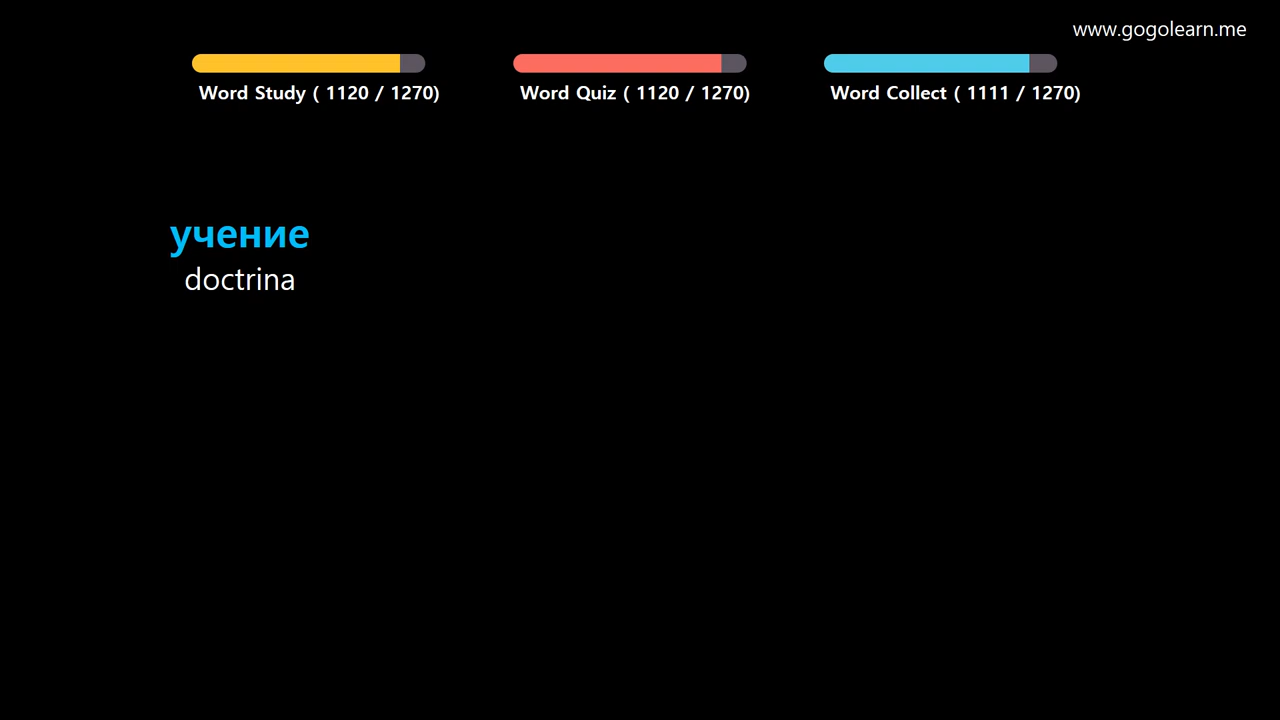 www.gogolearn.me
Word Study ( 1120 / 1270)
Word Quiz ( 1120 / 1270)
Word Collect ( 1111 / 1270)
учение
doctrina